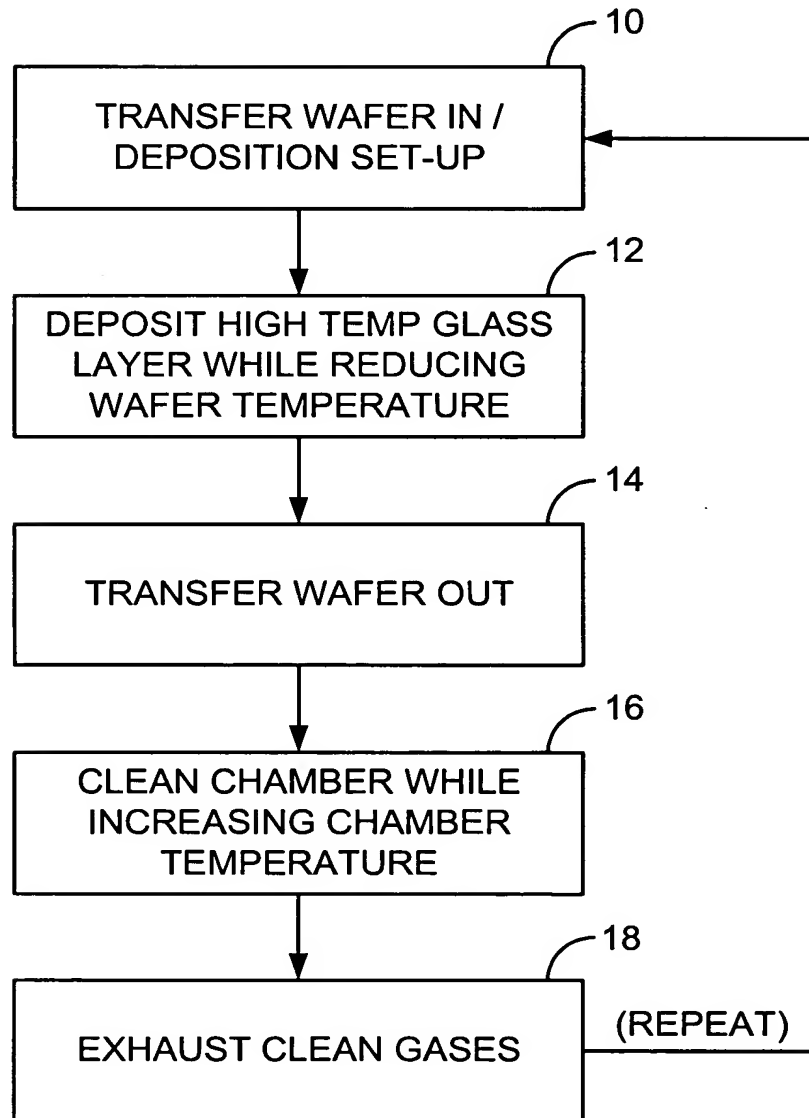 10
TRANSFER WAFER IN /
DEPOSITION SET-UP
12
DEPOSIT HIGH TEMP GLASS
LAYER WHILE REDUCING
WAFER TEMPERATURE
14
TRANSFER WAFER OUT
16
CLEAN CHAMBER WHILE
INCREASING CHAMBER
TEMPERATURE
18
EXHAUST CLEAN GASES
(REPEAT)